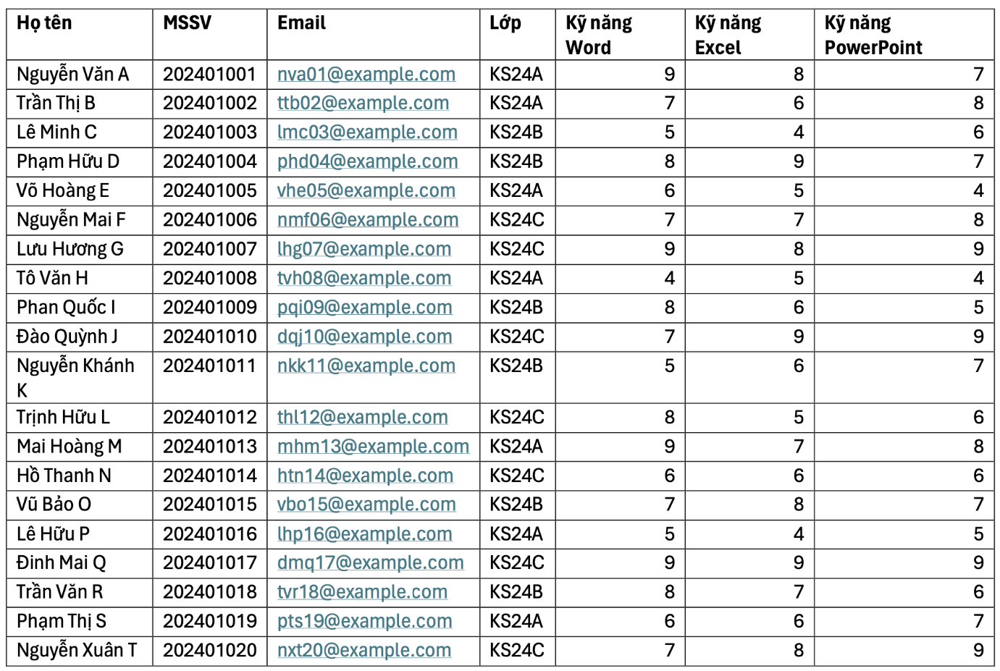 Họ tên MSSV Email Lớp Kỹ năng Word Kỹ năng Excel Kỹ năng PowerPoint
Nguyễn Văn A 202401001 nva01@example.com KS24A 9 8 7
Trần Thị B 202401002 ttb02@example.com KS24A 7 6 8
Lê Minh C 202401003 lmc03@example.com KS24B 5 4 6
Phạm Hữu D 202401004 phd04@example.com KS24B 8 9 7
Võ Hoàng E 202401005 vhe05@example.com KS24A 6 5 4
Nguyễn Mai F 202401006 nmf06@example.com KS24C 7 7 8
Lưu Hương G 202401007 lhg07@example.com KS24C 9 8 9
Tô Văn H 202401008 tvh08@example.com KS24A 4 5 4
Phan Quốc I 202401009 pqi09@example.com KS24B 8 6 5
Đào Quỳnh J 202401010 dqj10@example.com KS24C 7 9 9
Nguyễn Khánh K 202401011 nkk11@example.com KS24B 5 6 7
Trịnh Hữu L 202401012 thl12@example.com KS24C 8 5 6
Mai Hoàng M 202401013 mhm13@example.com KS24A 9 7 8
Hồ Thanh N 202401014 htn14@example.com KS24C 6 6 6
Vũ Bảo O 202401015 vbo15@example.com KS24B 7 8 7
Lê Hữu P 202401016 lhp16@example.com KS24A 5 4 5
Đinh Mai Q 202401017 dmq17@example.com KS24C 9 9 9
Trần Văn R 202401018 tvr18@example.com KS24B 8 7 6
Phạm Thị S 202401019 pts19@example.com KS24A 6 6 7
Nguyễn Xuân T 202401020 nxt20@example.com KS24C 7 8 9